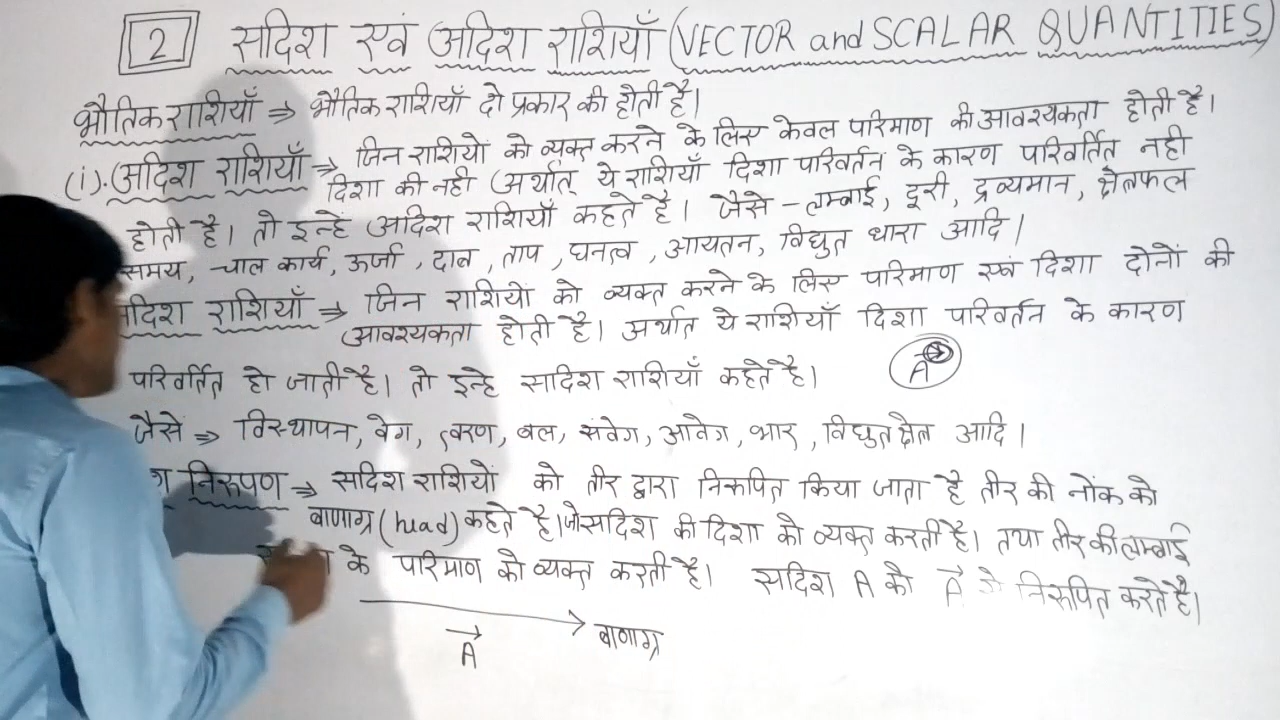 2 सदिश एवं अदिश राशियाँ (VECTOR and SCALAR QUANTITIES)
भौतिक राशियाँ ⇒ भौतिक राशियाँ दो प्रकार की होती है।
(i). अदिश राशियाँ → जिन राशियों को व्यक्त करने के लिए केवल परिमाण की आवश्यकता होती है।
दिशा की नही (अर्थात् ये राशियाँ दिशा परिवर्तन के कारण परिवर्तित नही
होती है। तो इन्हे अदिश राशियाँ कहते है। जैसे - लम्बाई, दूरी, द्रव्यमान, क्षेत्रफल
समय, चाल कार्य, ऊर्जा, दाब, ताप, घनत्व, आयतन, विद्युत धारा आदि।
दिश राशियाँ ⇒ जिन राशियों को व्यक्त करने के लिए परिमाण एवं दिशा दोनों की
आवश्यकता होती है। अर्थात ये राशियाँ दिशा परिवर्तन के कारण
परिवर्तित हो जाती है। तो इन्हे सदिश राशियाँ कहते है।
A→
जैसे ⇒ विस्थापन, वेग, त्वरण, बल, संवेग, आवेग, भार, विद्युत क्षेत्र आदि।
निरूपण ⇒ सदिश राशियों को तीर द्वारा निरूपित किया जाता है तीर की नोंक को
बाणाग्र (head) कहते है। जो सदिश की दिशा को व्यक्त करती है। तथा तीर की लम्बाई
के परिमाण को व्यक्त करती है। सदिश A को A→ से निरूपित करते है।
A→ बाणाग्र